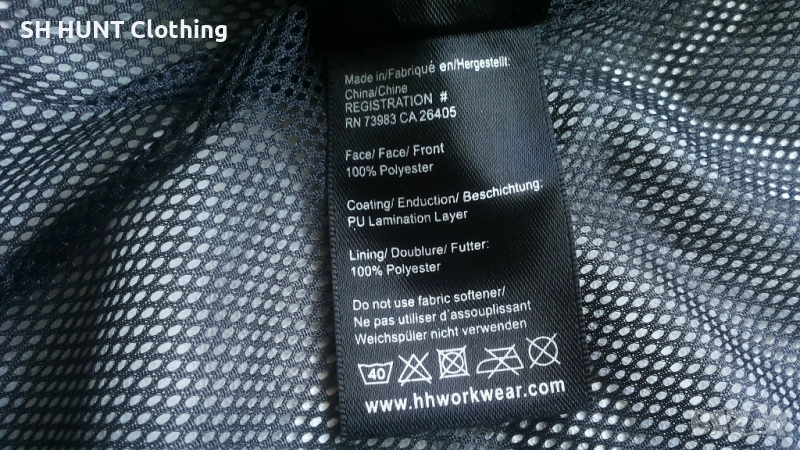 SH HUNT Clothing
Made in/Fabriqué en/Hergestellt:
China/Chine
REGISTRATION #
RN 73983 CA 26405
Face/ Face/ Front
100% Polyester
Coating/ Enduction/ Beschichtung:
PU Lamination Layer
Lining/ Doublure/ Futter:
100% Polyester
Do not use fabric softener/
Ne pas utiliser d'assouplissant
Weichspüler nicht verwenden
40
www.hhworkwear.com